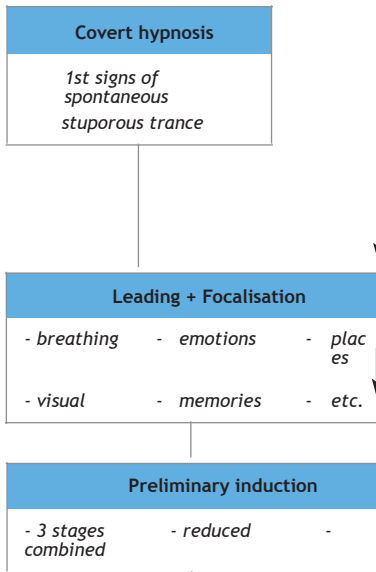 Covert hypnosis
1st signs of
spontaneous
stuporous trance
Leading + Focalisation
- breathing - emotions - plac
es
- visual - memories - etc.
Preliminary induction
- 3 stages - reduced -
combined